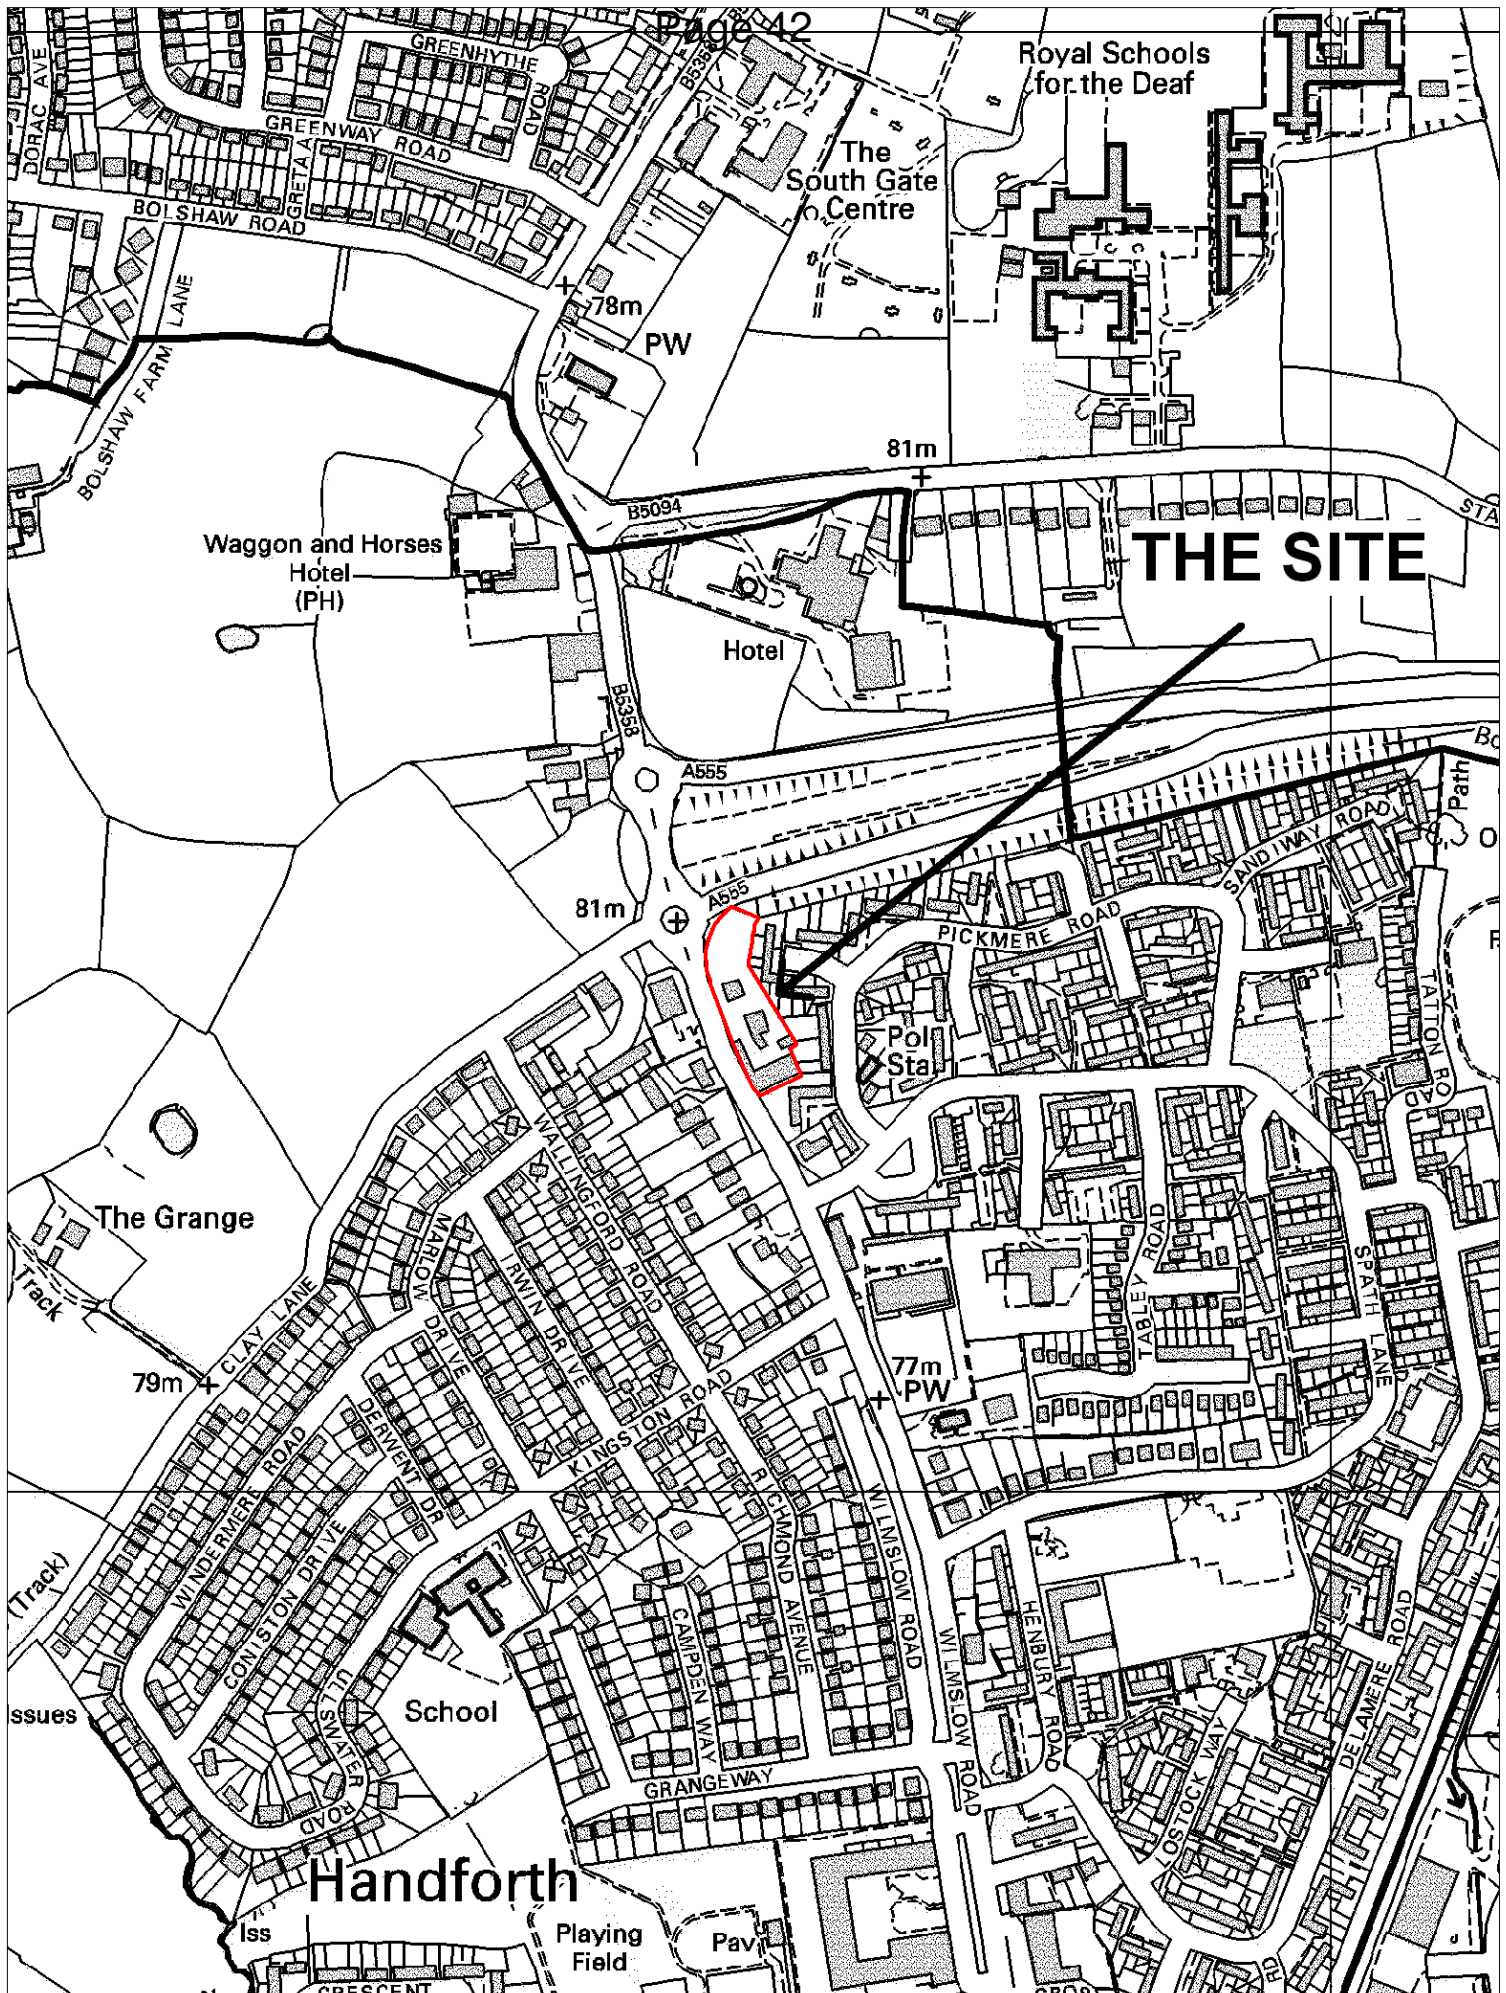 Page 42
GREENHYTHE
ROAD
B5358
Royal Schools
for the Deaf
DORAC AVE
GREENWAY ROAD
GRETA A
The
South Gate
Centre
BOLSHAW ROAD
BOLSHAW FARM LANE
78m
PW
81m
B5094
STA
Waggon and Horses
Hotel
(PH)
THE SITE
Hotel
B5358
A555
Path
SANDIWAY ROAD
O
A555
81m
PICKMERE ROAD
TATTON RD
Pol
Sta
WALLINGFORD ROAD
The Grange
MARLOW DRIVE
IRWIN DRIVE
TABLEY ROAD
SPATH LANE
Track
CLAY LANE
79m
77m
PW
KINGSTON ROAD
DERWENT DR
WINDERMERE ROAD
CONISTON DRIVE
RICHMOND AVENUE
WILMSLOW ROAD
(Track)
CAMPDEN WAY
WILMSLOW ROAD
HENBURY ROAD
DELAMERE ROAD
ULLSWATER ROAD
School
ssues
LOSTOCK WAY
GRANGEWAY
Handforth
Iss
Playing
Field
Pav
RD
CRESCENT